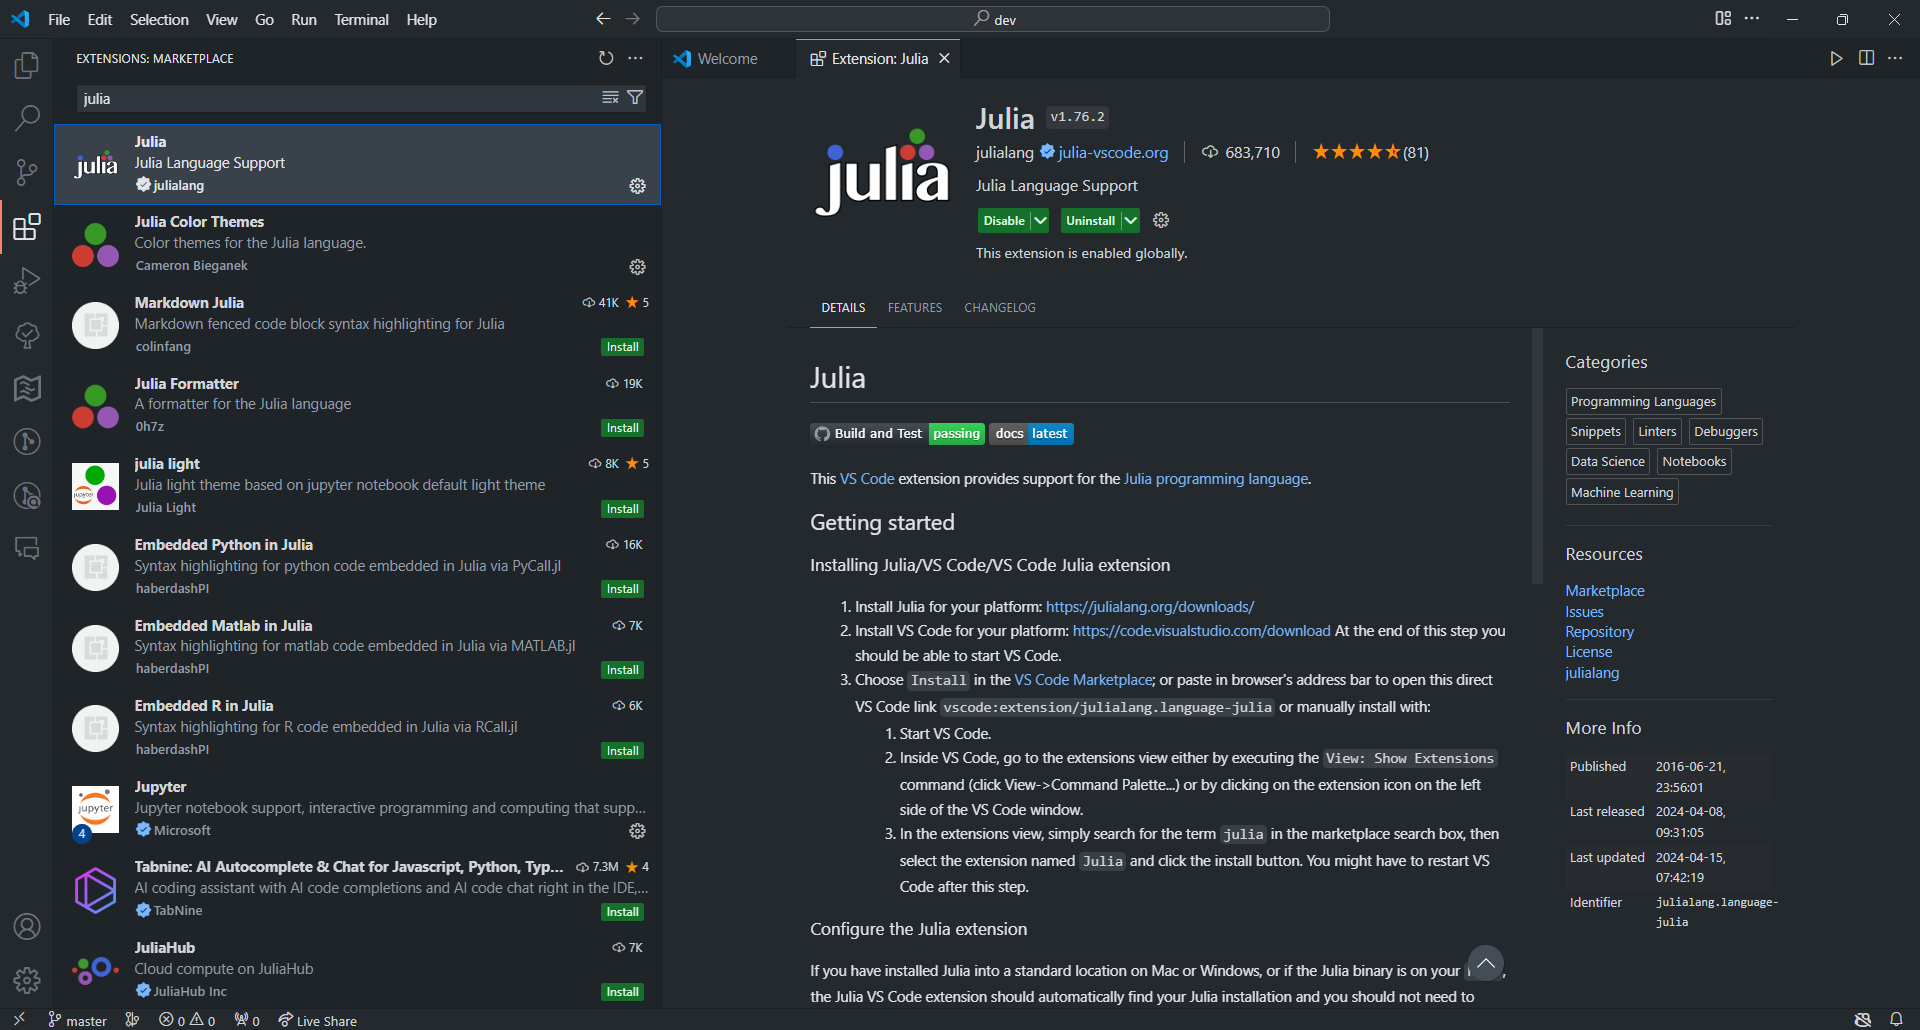 File Edit Selection View Go Run Terminal Help
dev
EXTENSIONS: MARKETPLACE
julia
julia
Julia
Julia Language Support
julialang
Julia Color Themes
Color themes for the Julia language.
Cameron Bieganek
Markdown Julia 41K 5
Markdown fenced code block syntax highlighting for Julia
colinfang
Install
Julia Formatter 19K
A formatter for the Julia language
0h7z
Install
jupyter
julia light 8K 5
Julia light theme based on jupyter notebook default light theme
Julia Light
Install
Embedded Python in Julia 16K
Syntax highlighting for python code embedded in Julia via PyCall.jl
haberdashPI
Install
Embedded Matlab in Julia 7K
Syntax highlighting for matlab code embedded in Julia via MATLAB.jl
haberdashPI
Install
Embedded R in Julia 6K
Syntax highlighting for R code embedded in Julia via RCall.jl
haberdashPI
Install
jupyter
4
Jupyter
Jupyter notebook support, interactive programming and computing that supp...
Microsoft
Tabnine: AI Autocomplete & Chat for Javascript, Python, Typ... 7.3M 4
AI coding assistant with AI code completions and AI code chat right in the IDE,...
TabNine
Install
JuliaHub 7K
Cloud compute on JuliaHub
JuliaHub Inc
Install
Welcome
Extension: Julia
julia
Julia v1.76.2
julialang julia-vscode.org 683,710 (81)
Julia Language Support
Disable Uninstall
This extension is enabled globally.
DETAILS FEATURES CHANGELOG
Julia
Build and Test passing docs latest
This VS Code extension provides support for the Julia programming language.
Getting started
Installing Julia/VS Code/VS Code Julia extension
1. Install Julia for your platform: https://julialang.org/downloads/
2. Install VS Code for your platform: https://code.visualstudio.com/download At the end of this step you
should be able to start VS Code.
3. Choose Install in the VS Code Marketplace; or paste in browser's address bar to open this direct
VS Code link vscode:extension/julialang.language-julia or manually install with:
1. Start VS Code.
2. Inside VS Code, go to the extensions view either by executing the View: Show Extensions
command (click View->Command Palette...) or by clicking on the extension icon on the left
side of the VS Code window.
3. In the extensions view, simply search for the term julia in the marketplace search box, then
select the extension named Julia and click the install button. You might have to restart VS
Code after this step.
Configure the Julia extension
If you have installed Julia into a standard location on Mac or Windows, or if the Julia binary is on your
the Julia VS Code extension should automatically find your Julia installation and you should not need to
Categories
Programming Languages
Snippets Linters Debuggers
Data Science Notebooks
Machine Learning
Resources
Marketplace
Issues
Repository
License
julialang
More Info
Published 2016-06-21,
23:56:01
Last released 2024-04-08,
09:31:05
Last updated 2024-04-15,
07:42:19
Identifier julialang.language-
julia
master 0 0 0 Live Share